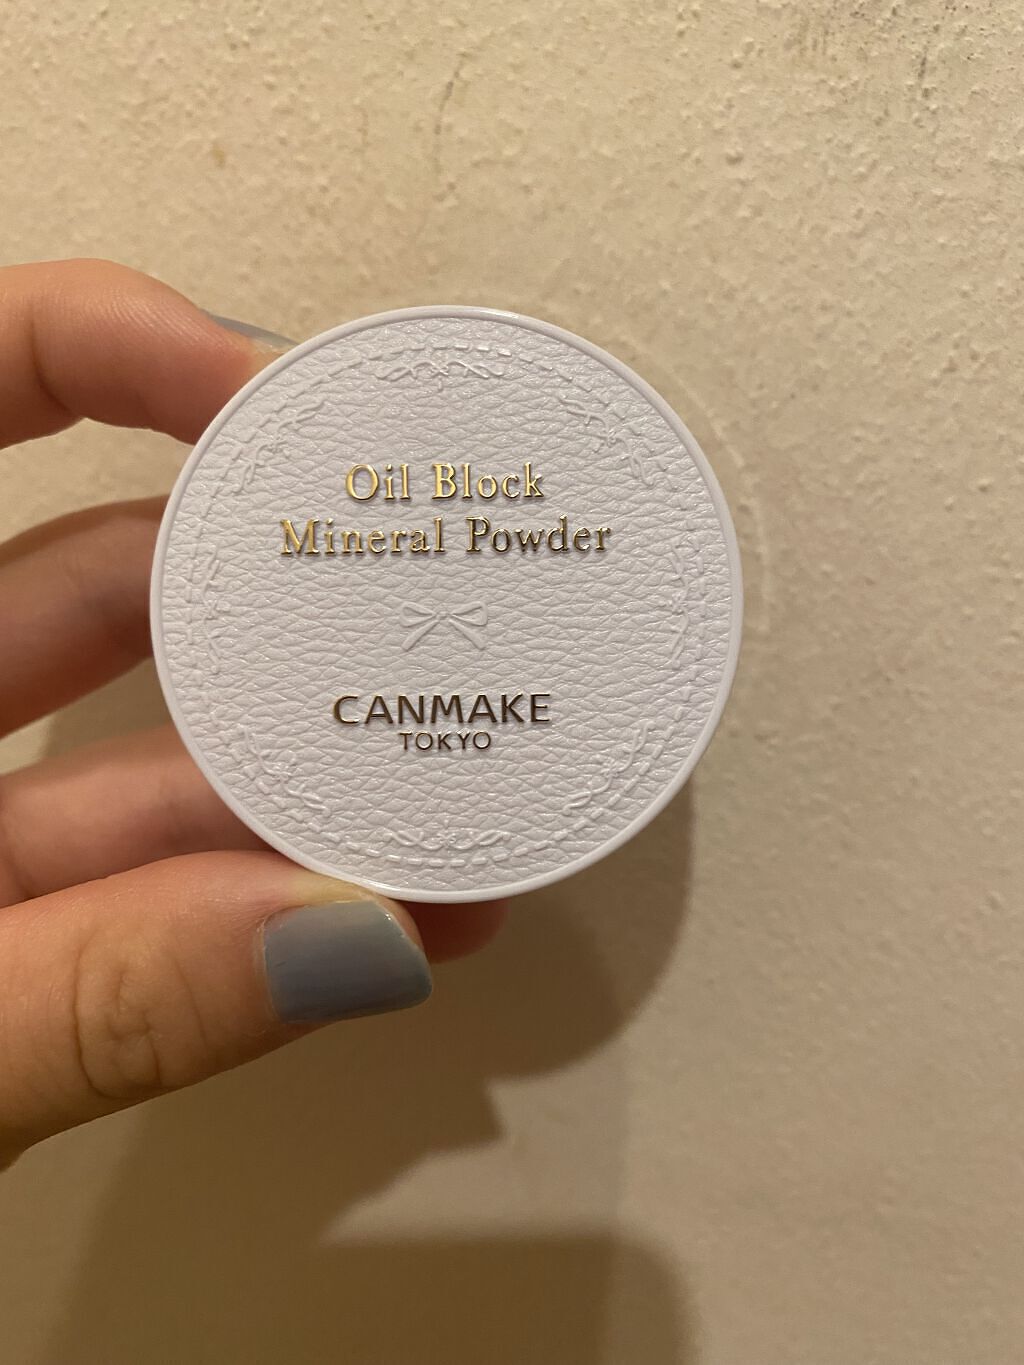 Oil Block
Mineral Powder
CANMAKE
TOKYO